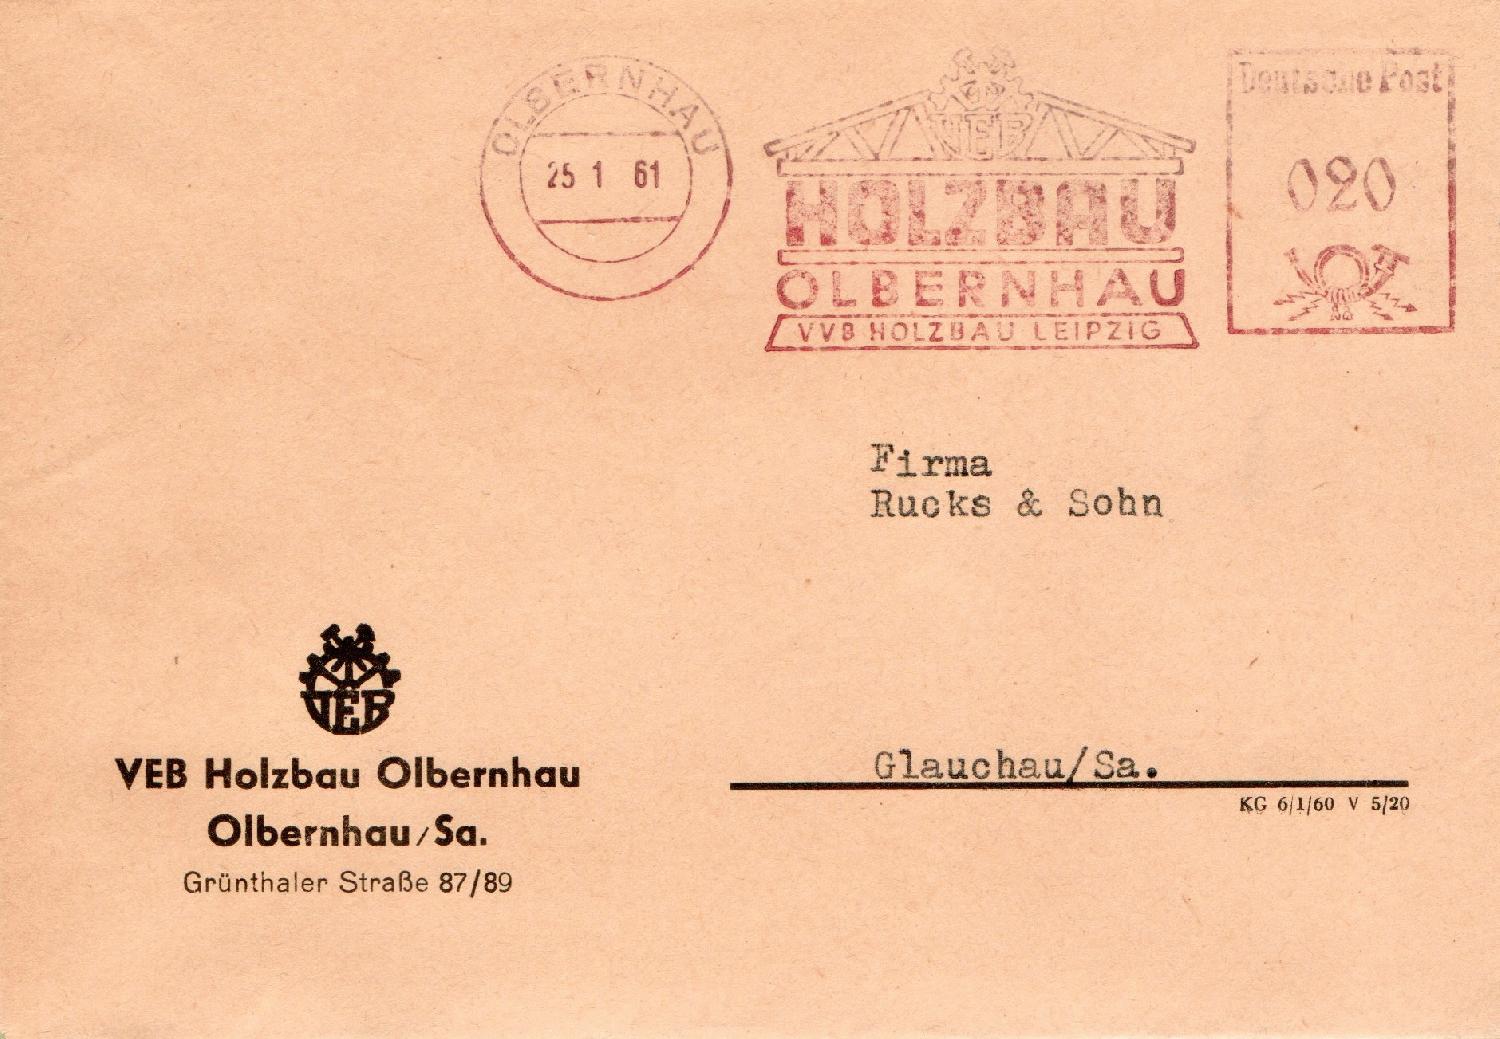 OLBERNHAU
25 1 61
VEB
HOLZBAU
OLBERNHAU
VVB HOLZBAU LEIPZIG
Deutsche Post
020
Firma
Rucks & Sohn
Glauchau/Sa.
KG 6/1/60 V 5/20
VEB
VEB Holzbau Olbernhau
Olbernhau/Sa.
Grünthaler Straße 87/89